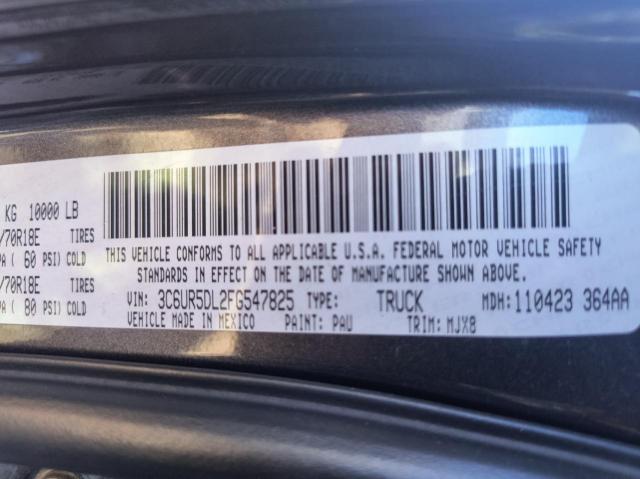 KG 10000 LB
/70R18E TIRES
A ( 60 PSI) COLD
/70R18E TIRES
A ( 80 PSI) COLD
THIS VEHICLE CONFORMS TO ALL APPLICABLE U.S.A. FEDERAL MOTOR VEHICLE SAFETY
STANDARDS IN EFFECT ON THE DATE OF MANUFACTURE SHOWN ABOVE.
VIN: 3C6UR5DL2FG547825 TYPE: TRUCK MDH: 110423 364AA
VEHICLE MADE IN MEXICO PAINT: PAU TRIM: MJX8